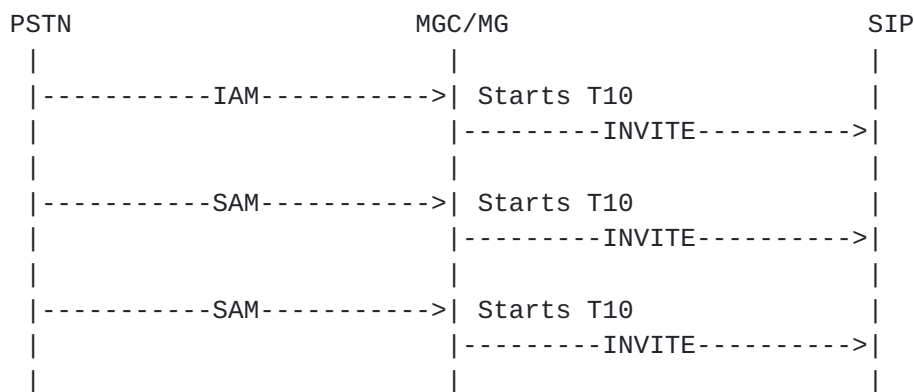 PSTN                      MGC/MG                       SIP
 |                          |                          |
 |-----------IAM----------->| Starts T10               |
 |                          |---------INVITE---------->|
 |                          |                          |
 |-----------SAM----------->| Starts T10               |
 |                          |---------INVITE---------->|
 |                          |                          |
 |-----------SAM----------->| Starts T10               |
 |                          |---------INVITE---------->|
 |                          |                          |